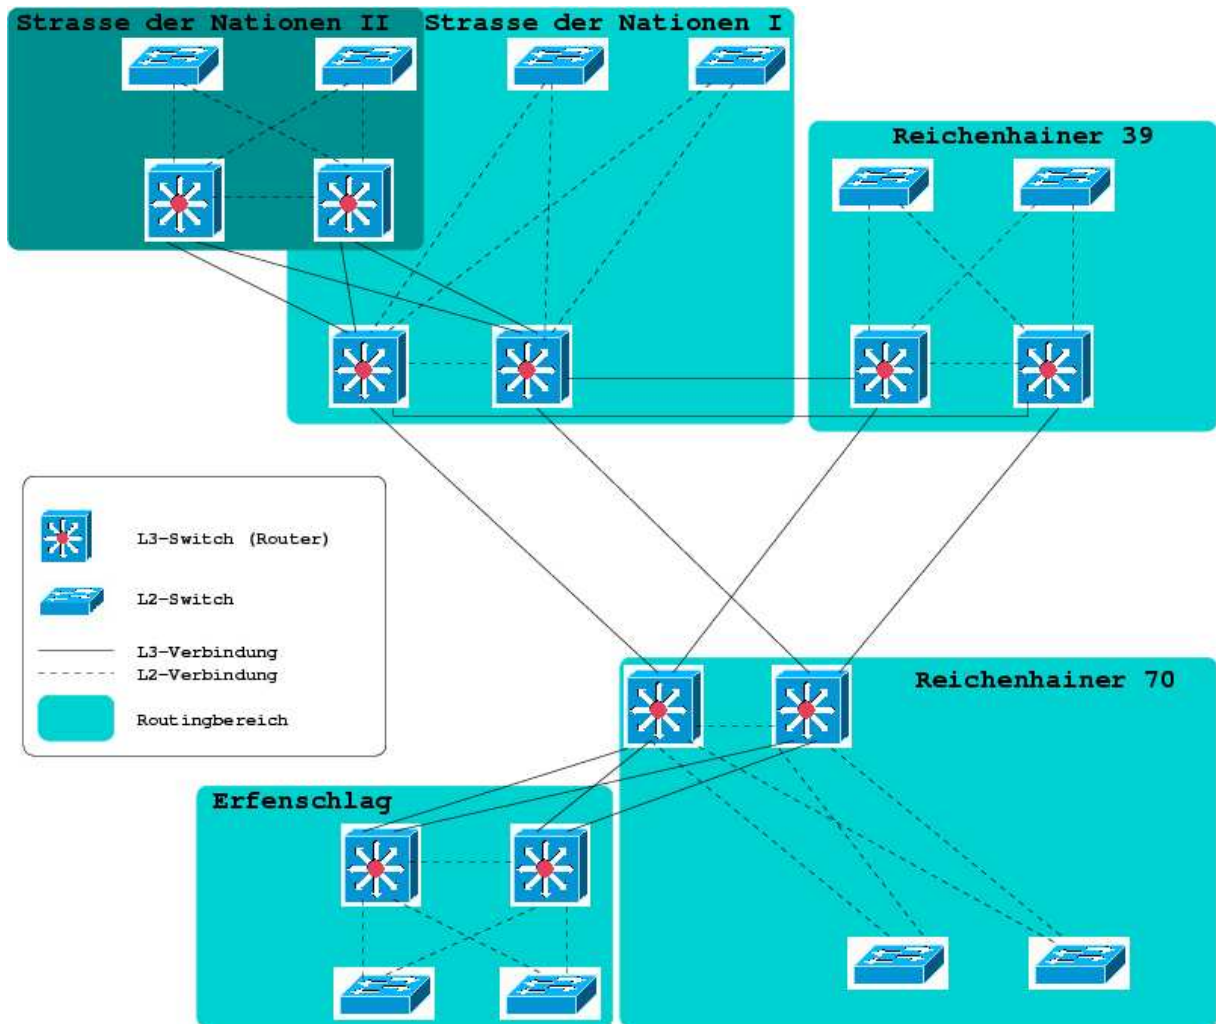 Strasse der Nationen II
Strasse der Nationen I
Reichenhainer 39
L3-Switch (Router)
L2-Switch
L3-Verbindung
L2-Verbindung
Routingbereich
Reichenhainer 70
Erfenschlag